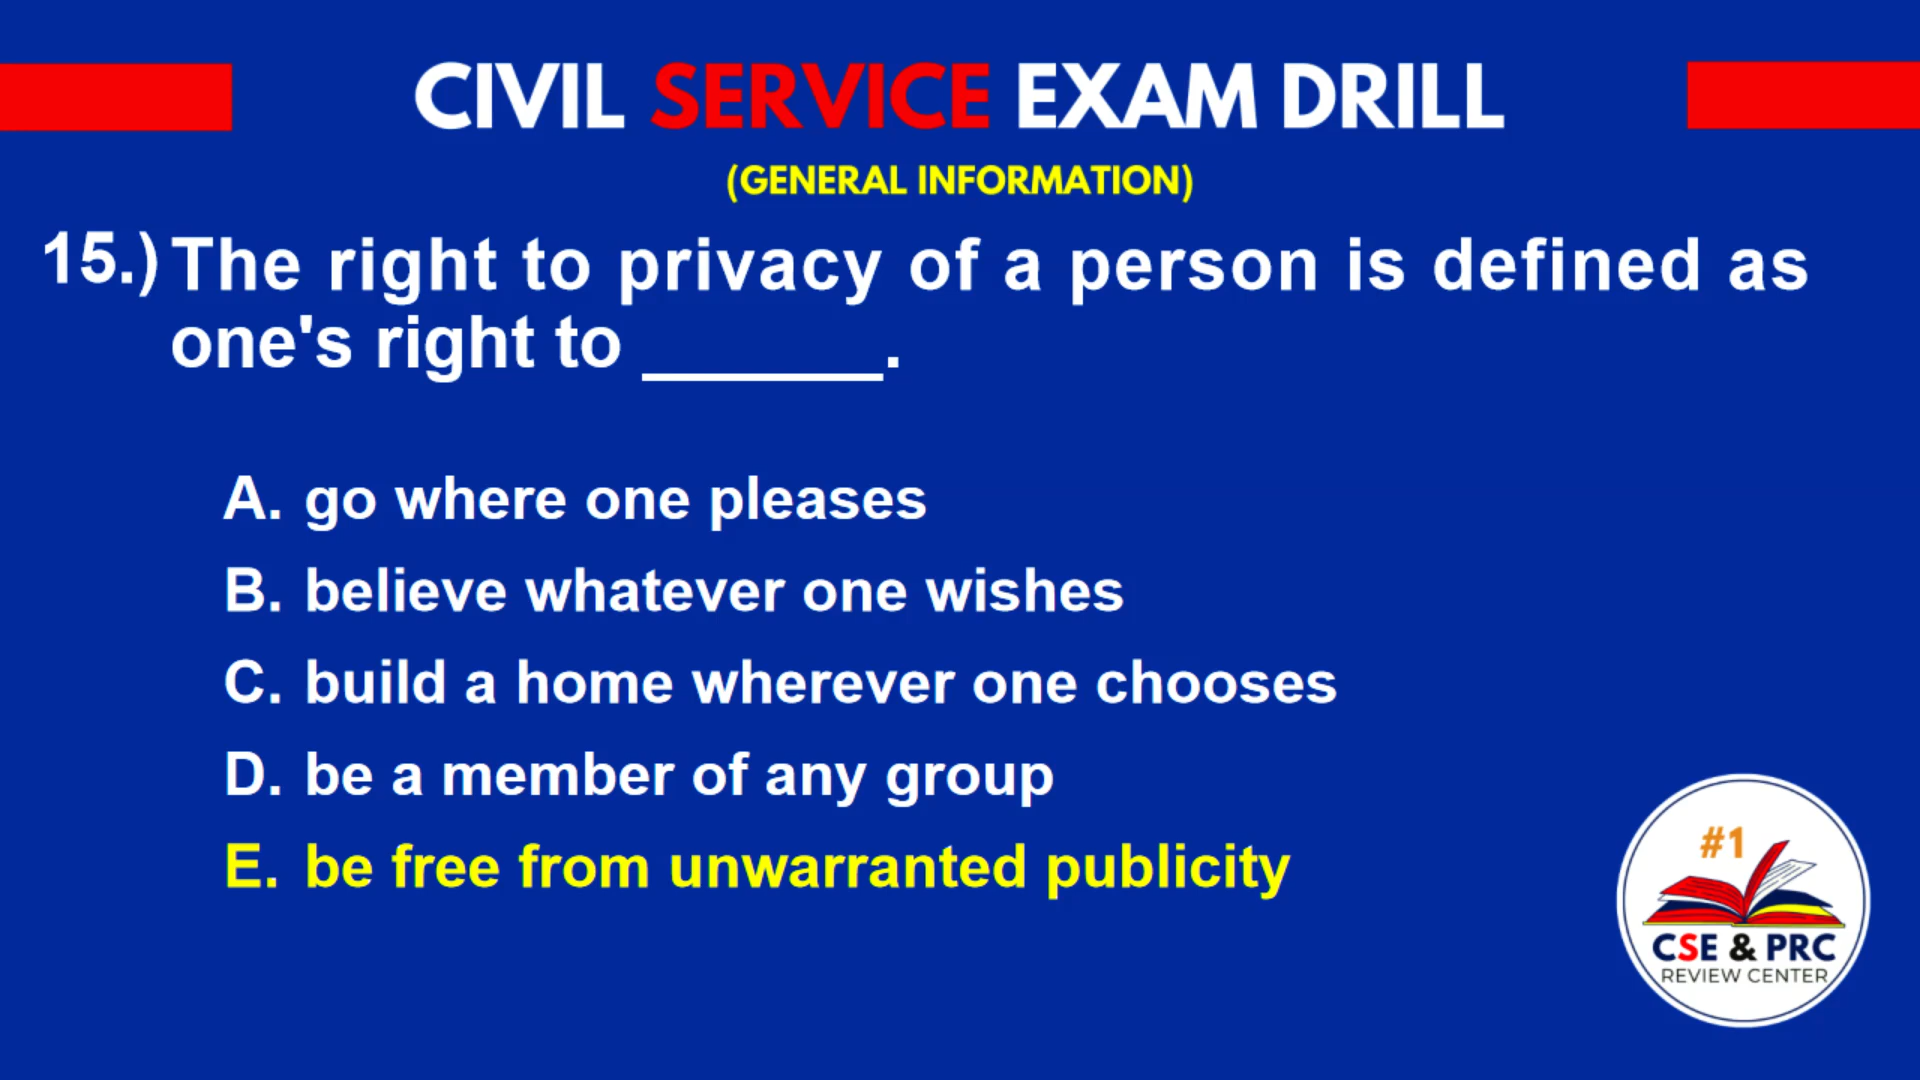 CIVIL SERVICE EXAM DRILL
(GENERAL INFORMATION)
15.) The right to privacy of a person is defined as
one's right to ______.
A. go where one pleases
B. believe whatever one wishes
C. build a home wherever one chooses
D. be a member of any group
E. be free from unwarranted publicity
#1
CSE & PRC
REVIEW CENTER